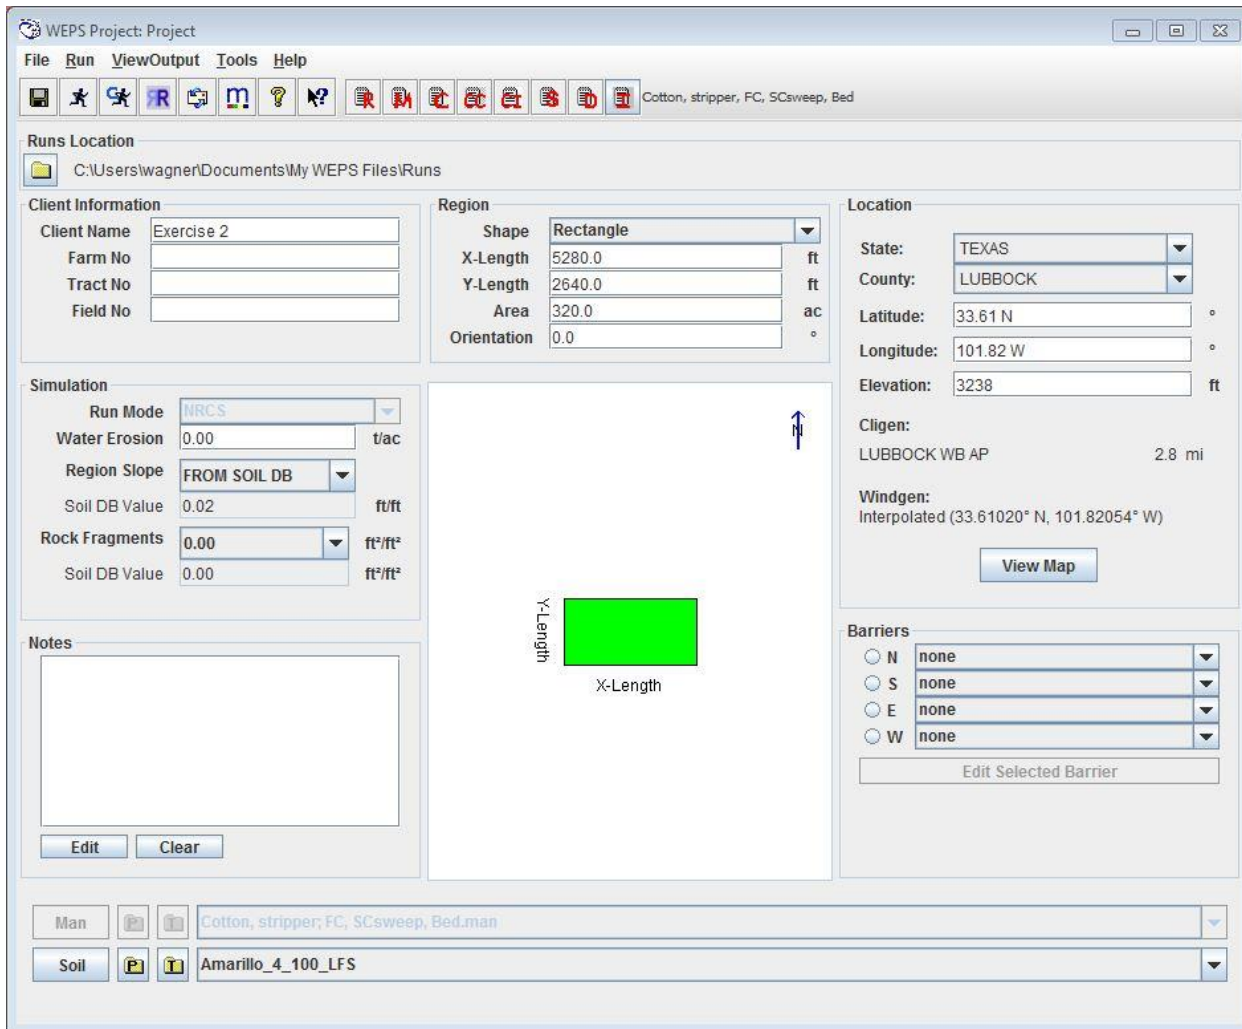 WEPS Project: Project
File Run ViewOutput Tools Help
Cotton, stripper, FC, SCsweep, Bed
Runs Location
C:\Users\wagner\Documents\My WEPS Files\Runs
Client Information
Client Name Exercise 2
Farm No
Tract No
Field No
Region
Shape Rectangle
X-Length 5280.0 ft
Y-Length 2640.0 ft
Area 320.0 ac
Orientation 0.0 °
Location
State: TEXAS
County: LUBBOCK
Latitude: 33.61 N °
Longitude: 101.82 W °
Elevation: 3238 ft
Cligen:
LUBBOCK WB AP 2.8 mi
Windgen:
Interpolated (33.61020° N, 101.82054° W)
View Map
Simulation
Run Mode NRCS
Water Erosion 0.00 t/ac
Region Slope FROM SOIL DB
Soil DB Value 0.02 ft/ft
Rock Fragments 0.00 ft²/ft²
Soil DB Value 0.00 ft²/ft²
N
Y-Length
X-Length
Notes
Edit Clear
Barriers
N none
S none
E none
W none
Edit Selected Barrier
Man P T Cotton, stripper; FC, SCsweep, Bed.man
Soil P T Amarillo_4_100_LFS